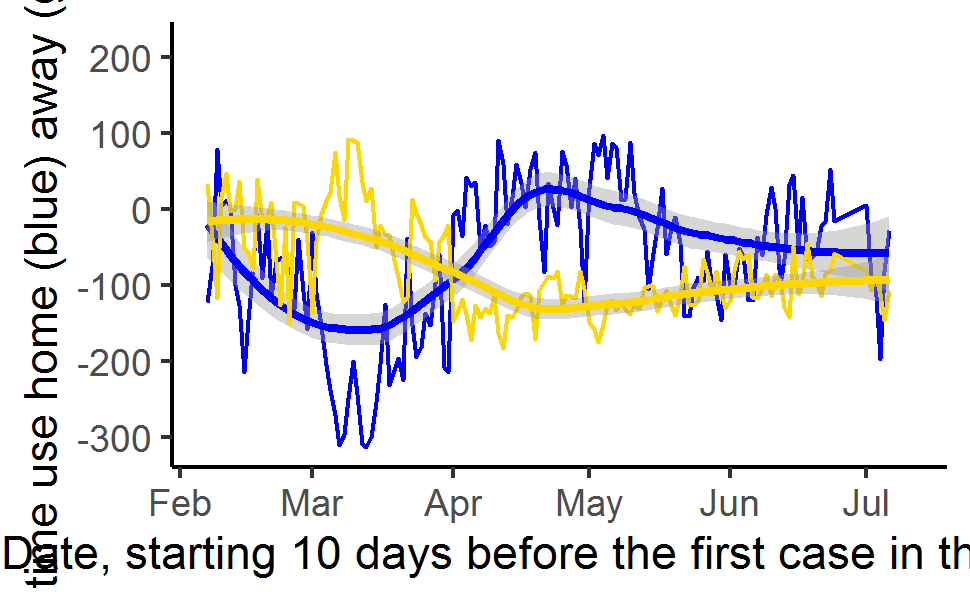 time use home (blue) away (
200
100
0
-100
-200
-300
Feb Mar Apr May Jun Jul
Date, starting 10 days before the first case in th